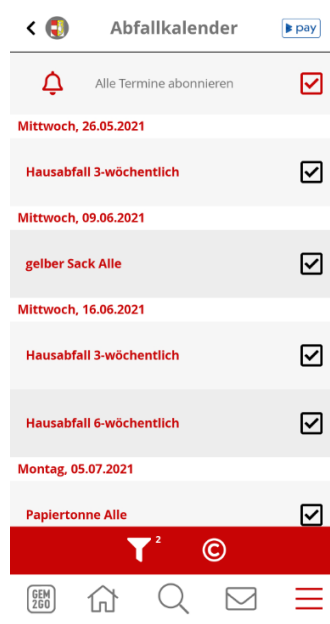 Abfallkalender
pay
Alle Termine abonnieren
Mittwoch, 26.05.2021
Hausabfall 3-wöchentlich
Mittwoch, 09.06.2021
gelber Sack Alle
Mittwoch, 16.06.2021
Hausabfall 3-wöchentlich
Hausabfall 6-wöchentlich
Montag, 05.07.2021
Papiertonne Alle
2
©
GEM
2GO